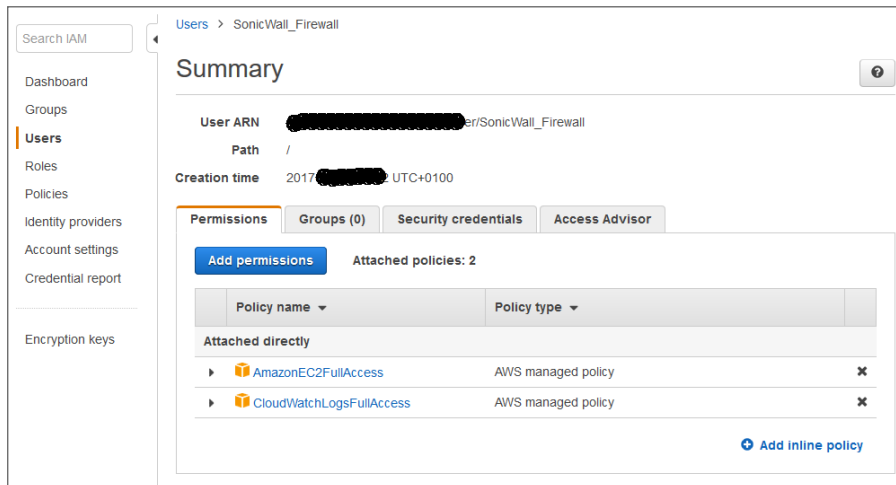 Users > SonicWall_Firewall
Search IAM
Summary
Dashboard
Groups
Users
Roles
Policies
Identity providers
Account settings
Credential report
Encryption keys
User ARN er/SonicWall_Firewall
Path /
Creation time 2017- 2 UTC+0100
Permissions Groups (0) Security credentials Access Advisor
Add permissions Attached policies: 2
Policy name Policy type
Attached directly
AmazonEC2FullAccess AWS managed policy
CloudWatchLogsFullAccess AWS managed policy
Add inline policy